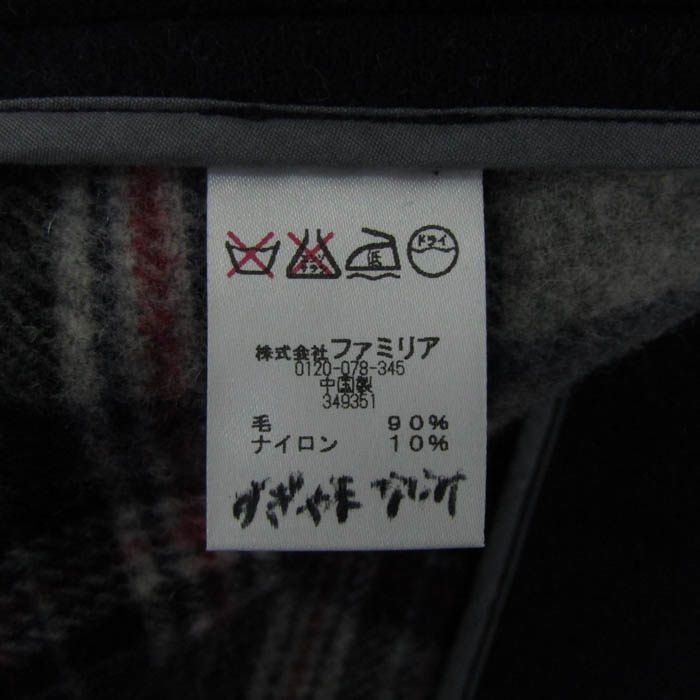 ドライ
低
株式会社ファミリア
0120-078-345
中国製
349351
毛 90%
ナイロン 10%
すぎやま